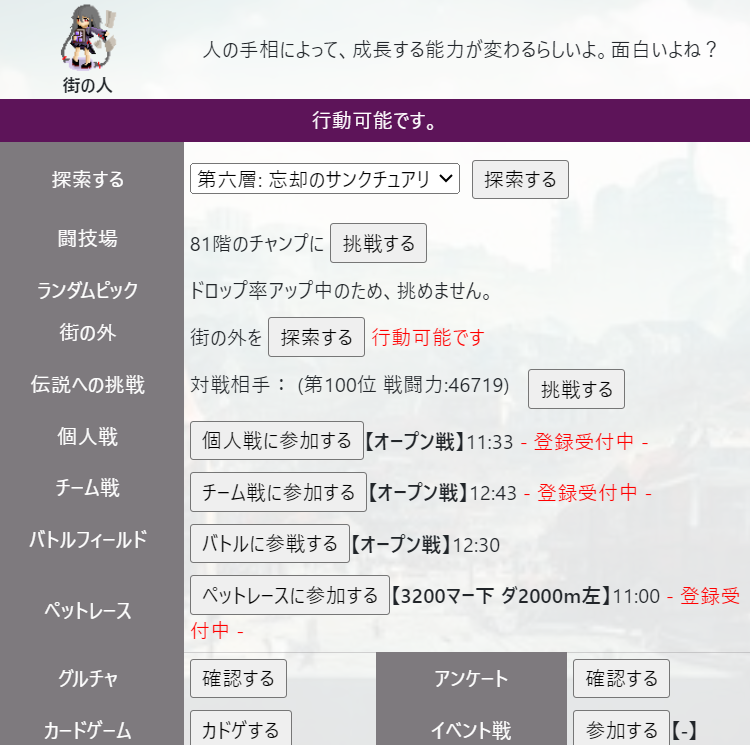 人の手相によって、成長する能力が変わるらしいよ。面白いよね？
街の人
行動可能です。
探索する 第六層: 忘却のサンクチュアリ 探索する
闘技場 81階のチャンプに 挑戦する
ランダムピック ドロップ率アップ中のため、挑めません。
街の外 街の外を 探索する 行動可能です
伝説への挑戦 対戦相手： (第100位 戦闘力:46719) 挑戦する
個人戦 個人戦に参加する 【オープン戦】11:33 - 登録受付中 -
チーム戦 チーム戦に参加する 【オープン戦】12:43 - 登録受付中 -
バトルフィールド バトルに参戦する 【オープン戦】12:30
ペットレース ペットレースに参加する 【3200マー下 ダ2000m左】11:00 - 登録受
付中 -
グルチャ 確認する アンケート 確認する
カードゲーム カドゲする イベント戦 参加する 【-】